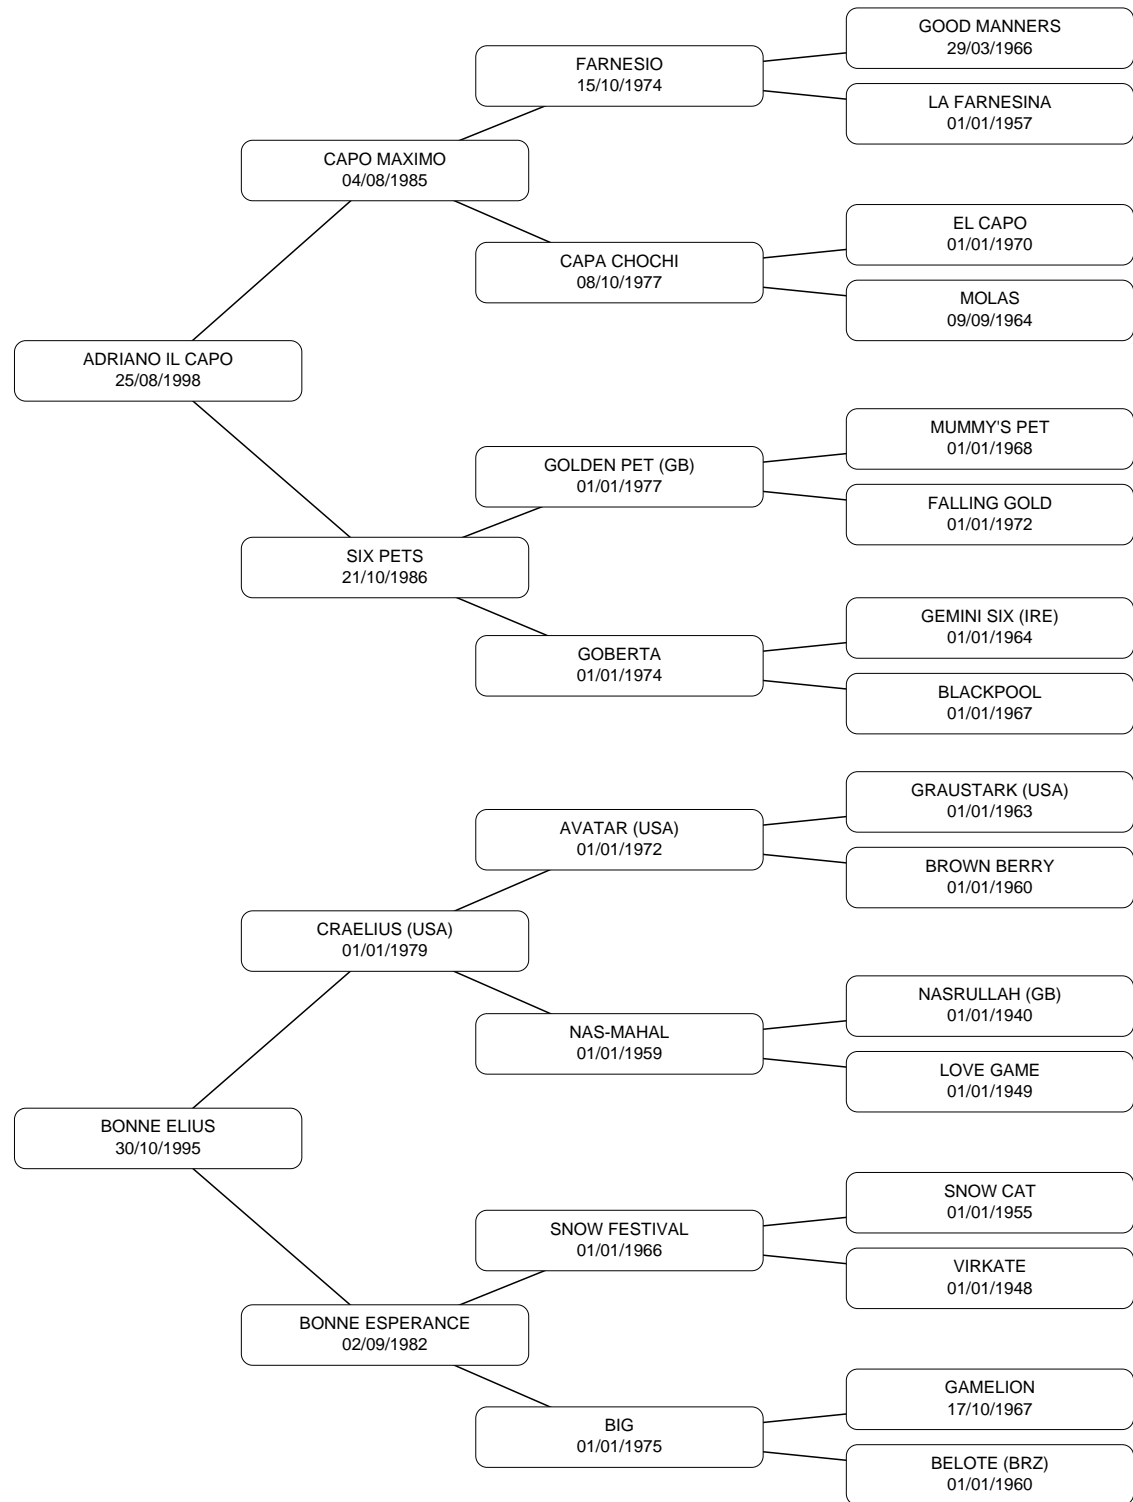 GOOD MANNERS
29/03/1966
FARNESIO
15/10/1974
LA FARNESINA
01/01/1957
CAPO MAXIMO
04/08/1985
EL CAPO
01/01/1970
CAPA CHOCHI
08/10/1977
MOLAS
09/09/1964
ADRIANO IL CAPO
25/08/1998
MUMMY'S PET
01/01/1968
GOLDEN PET (GB)
01/01/1977
FALLING GOLD
01/01/1972
SIX PETS
21/10/1986
GEMINI SIX (IRE)
01/01/1964
GOBERTA
01/01/1974
BLACKPOOL
01/01/1967
GRAUSTARK (USA)
01/01/1963
AVATAR (USA)
01/01/1972
BROWN BERRY
01/01/1960
CRAELIUS (USA)
01/01/1979
NASRULLAH (GB)
01/01/1940
NAS-MAHAL
01/01/1959
LOVE GAME
01/01/1949
BONNE ELIUS
30/10/1995
SNOW CAT
01/01/1955
SNOW FESTIVAL
01/01/1966
VIRKATE
01/01/1948
BONNE ESPERANCE
02/09/1982
GAMELION
17/10/1967
BIG
01/01/1975
BELOTE (BRZ)
01/01/1960